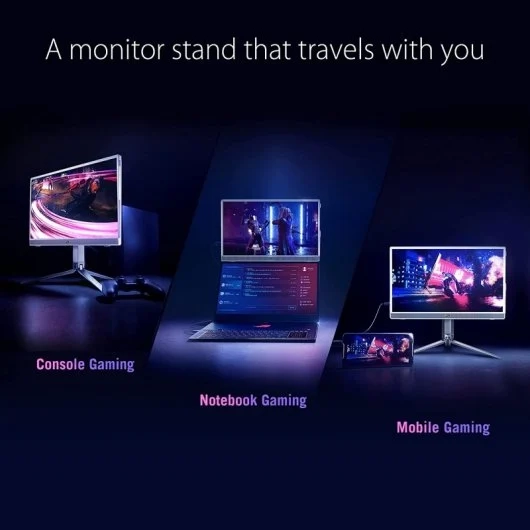 A monitor stand that travels with you
Console Gaming
Notebook Gaming
Mobile Gaming